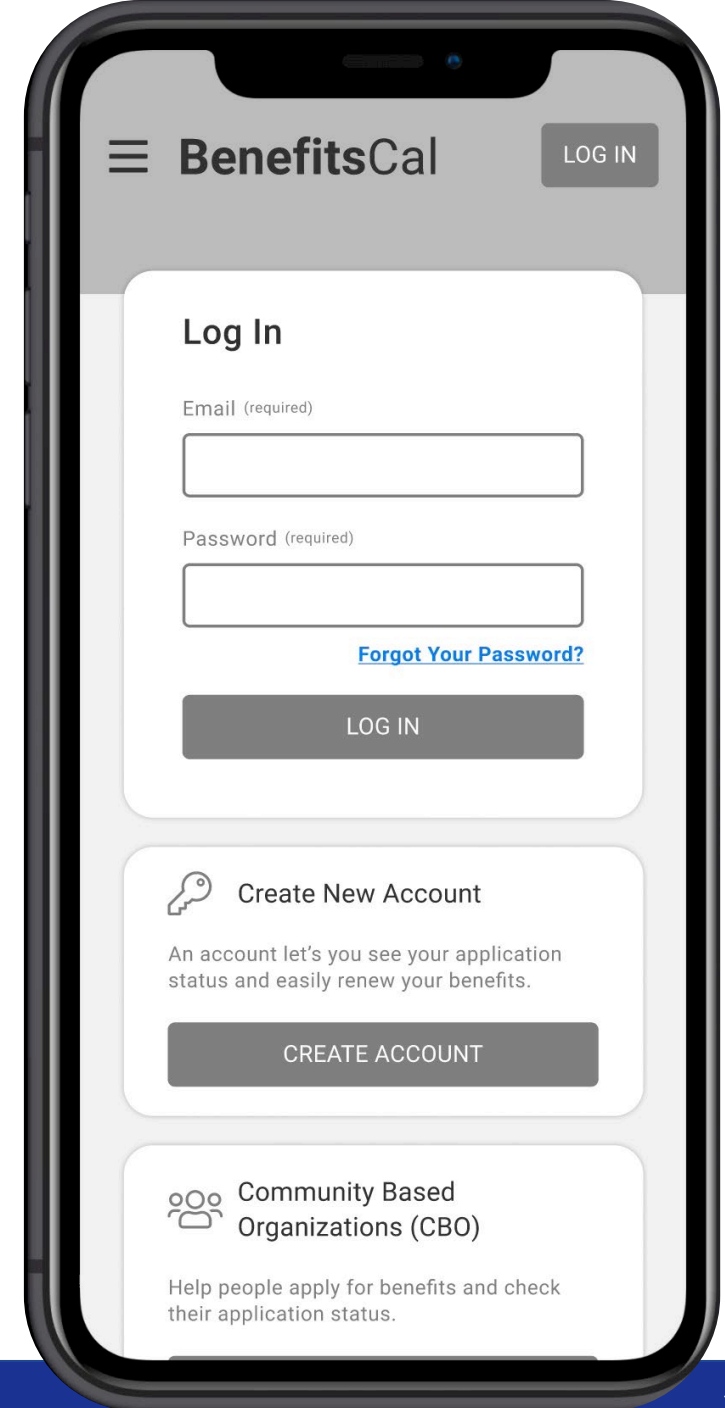 BenefitsCal
LOG IN
Log In
Email (required)
Password (required)
Forgot Your Password?
LOG IN
Create New Account
An account let's you see your application
status and easily renew your benefits.
CREATE ACCOUNT
Community Based
Organizations (CBO)
Help people apply for benefits and check
their application status.